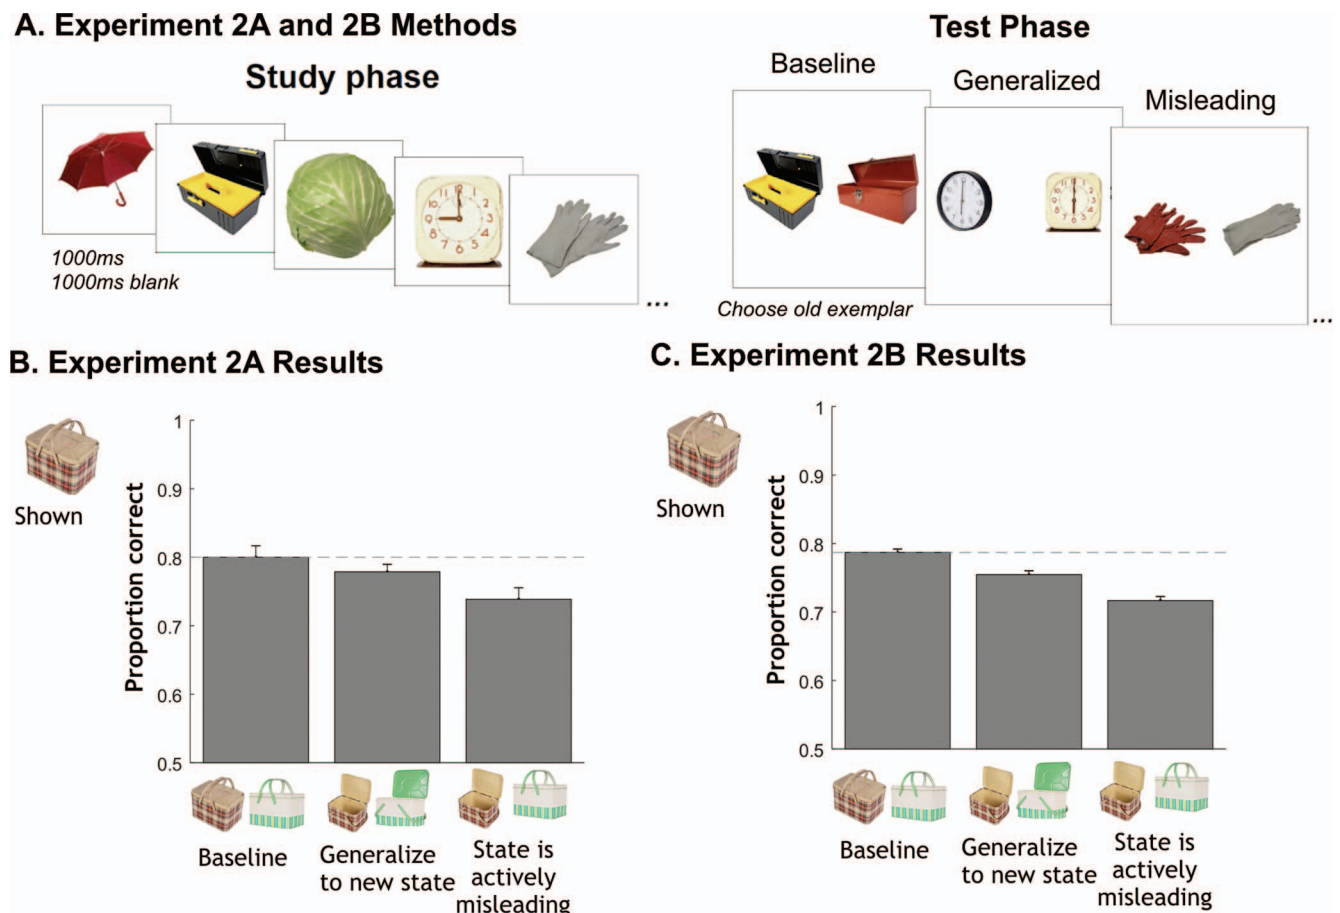 A. Experiment 2A and 2B Methods
Study phase
1000ms
1000ms blank
...
Test Phase
Baseline
Generalized
Misleading
Choose old exemplar
...
B. Experiment 2A Results
Shown
Proportion correct
1
0.9
0.8
0.7
0.6
0.5
Baseline
Generalize
to new state
State is
actively
misleading
C. Experiment 2B Results
Shown
Proportion correct
1
0.9
0.8
0.7
0.6
0.5
Baseline
Generalize
to new state
State is
actively
misleading